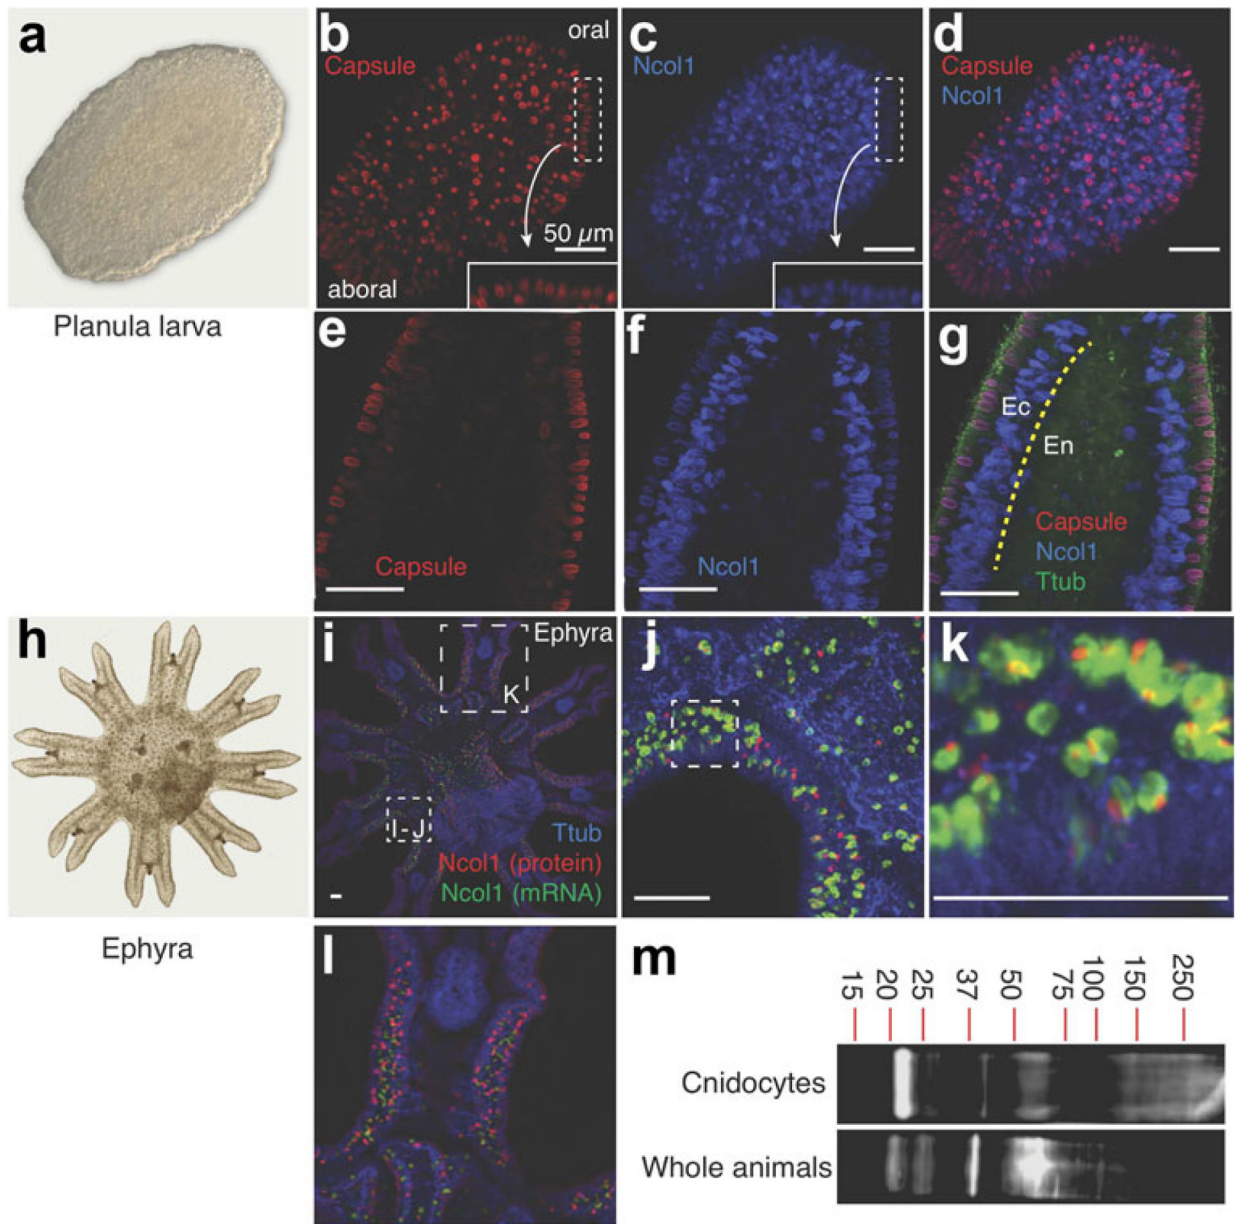 a
b
oral
Capsule
50 µm
aboral
c
Ncol1
d
Capsule
Ncol1
Planula larva
e
Capsule
f
Ncol1
g
Ec
En
Capsule
Ncol1
Ttub
h
i
Ephyra
K
I-J
Ttub
Ncol1 (protein)
Ncol1 (mRNA)
j
k
Ephyra
l
m
15
20
25
37
50
75
100
150
250
Cnidocytes
Whole animals